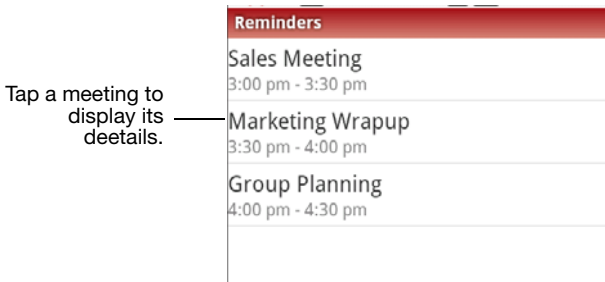 Reminders
Sales Meeting
3:00 pm - 3:30 pm
Tap a meeting to
display its
deetails.
Marketing Wrapup
3:30 pm - 4:00 pm
Group Planning
4:00 pm - 4:30 pm